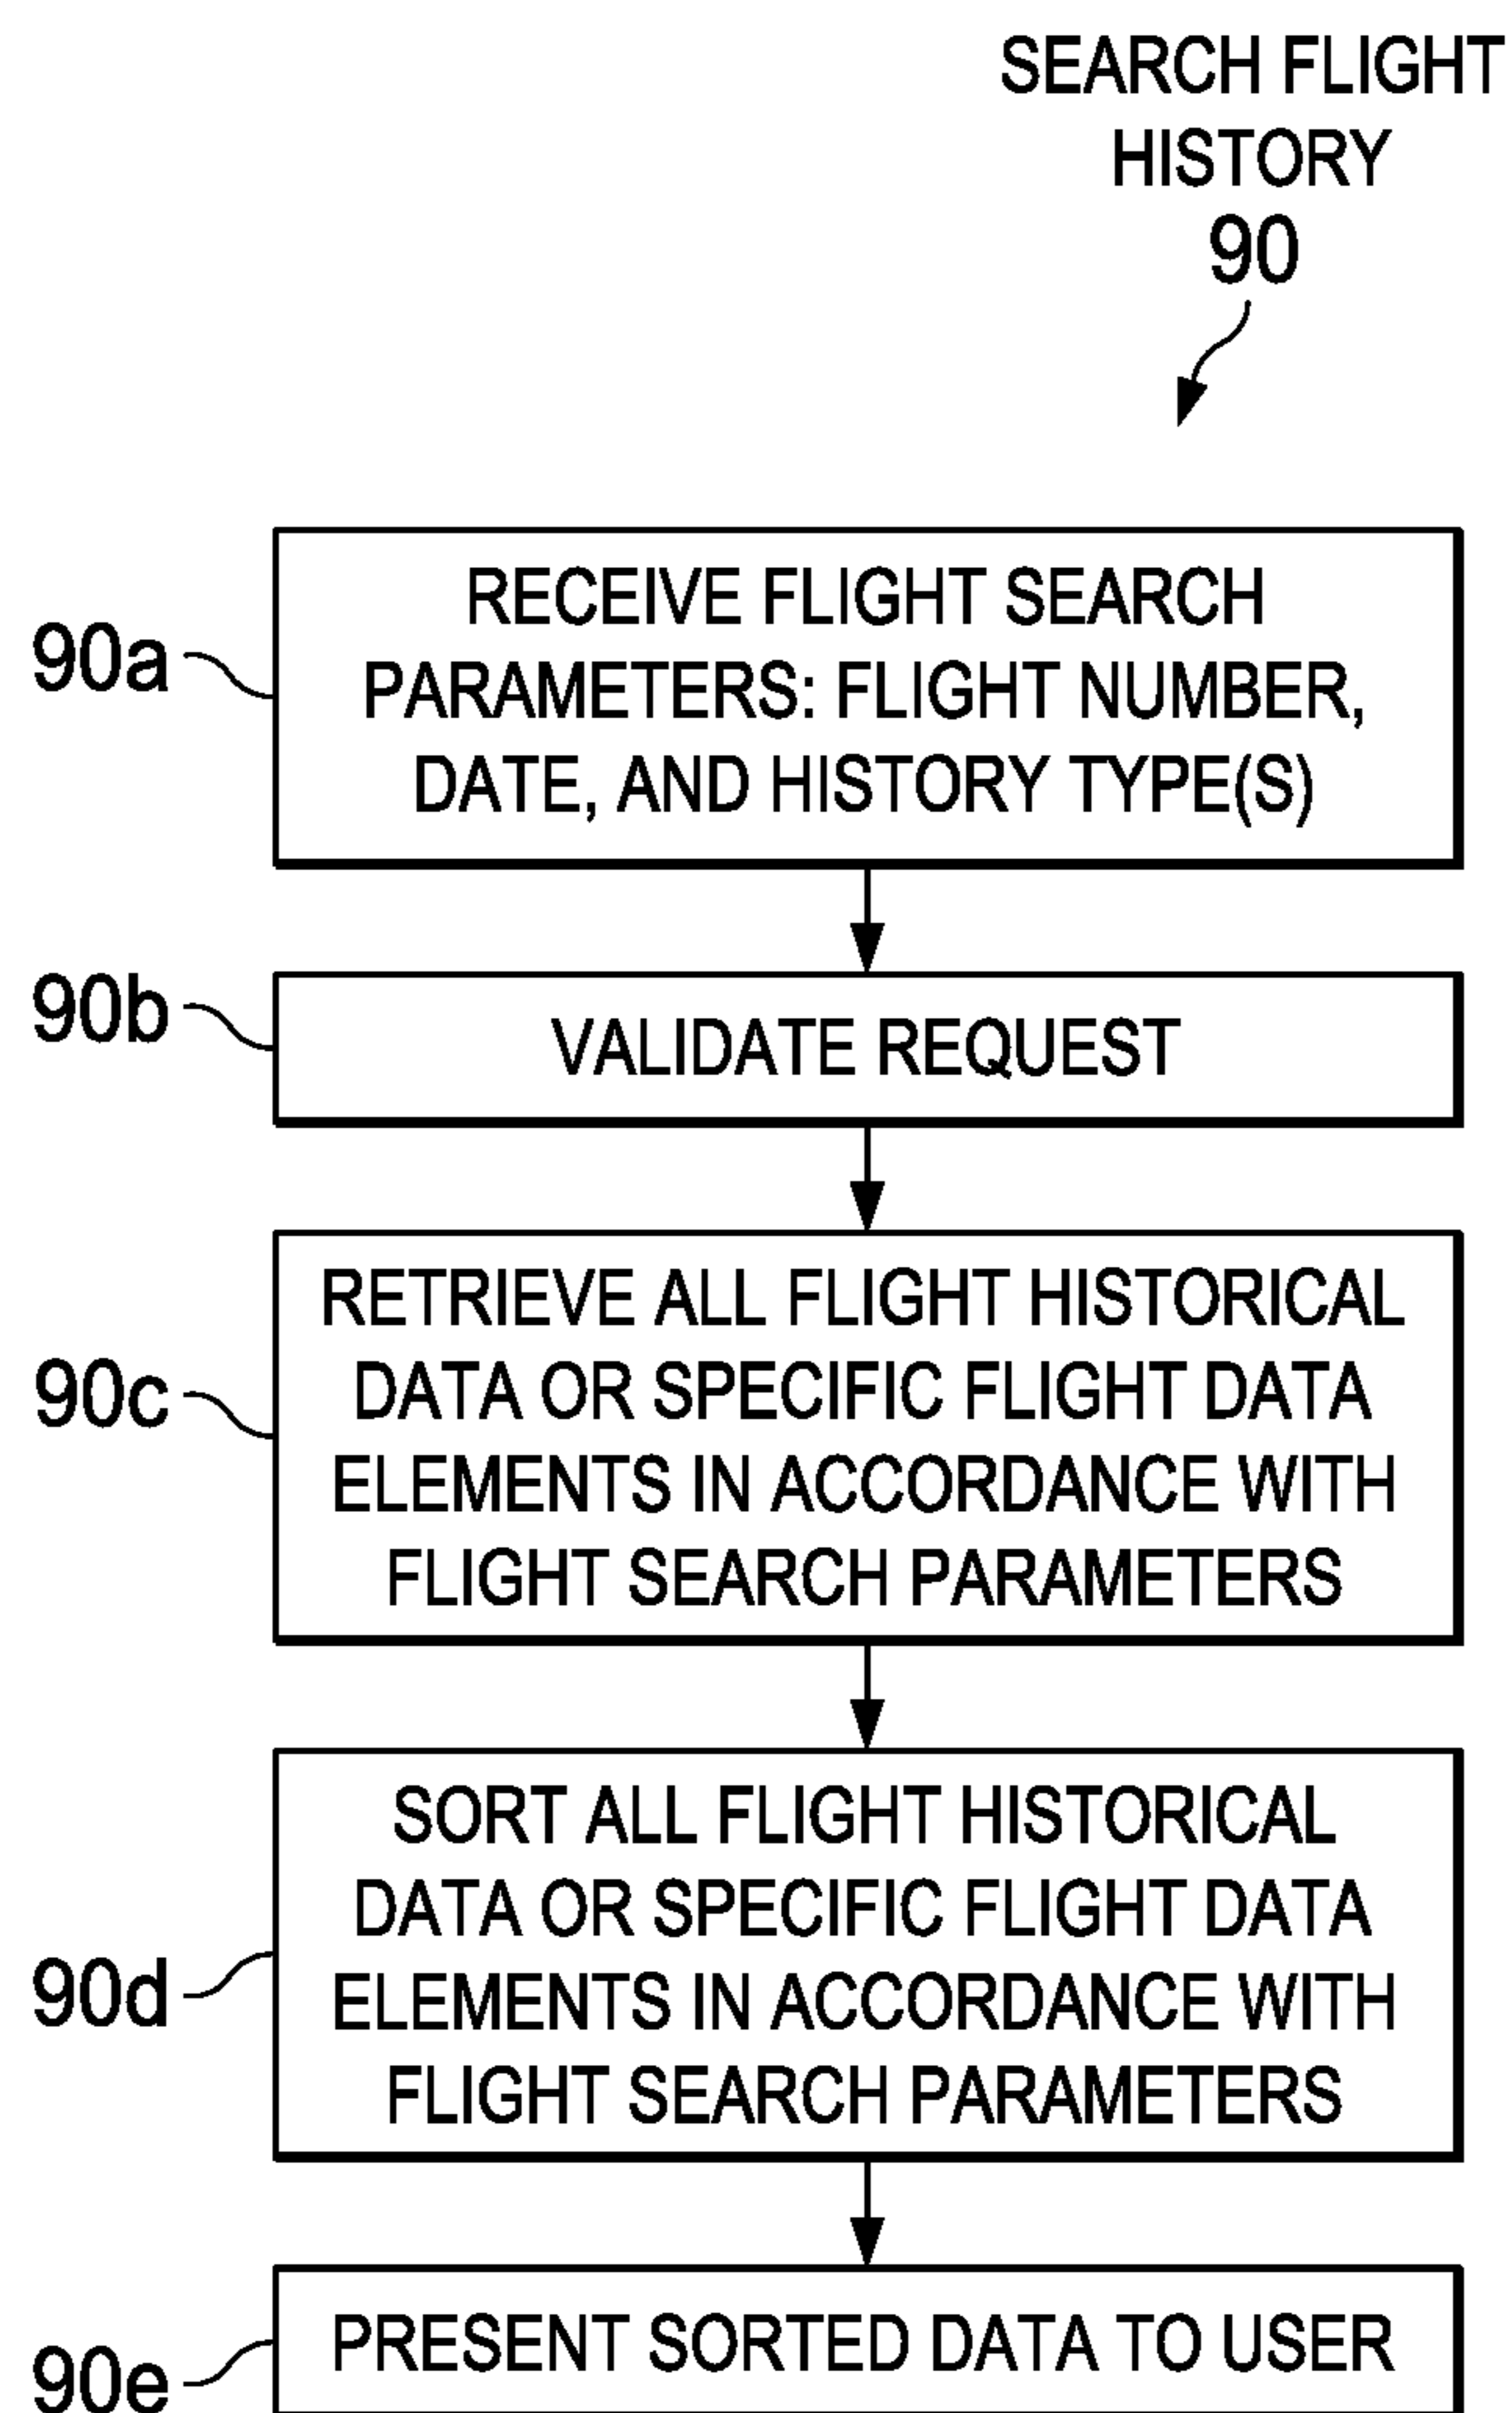 SEARCH FLIGHT
HISTORY
90
90a
RECEIVE FLIGHT SEARCH
PARAMETERS: FLIGHT NUMBER,
DATE, AND HISTORY TYPE(S)
90b
VALIDATE REQUEST
90c
RETRIEVE ALL FLIGHT HISTORICAL
DATA OR SPECIFIC FLIGHT DATA
ELEMENTS IN ACCORDANCE WITH
FLIGHT SEARCH PARAMETERS
90d
SORT ALL FLIGHT HISTORICAL
DATA OR SPECIFIC FLIGHT DATA
ELEMENTS IN ACCORDANCE WITH
FLIGHT SEARCH PARAMETERS
90e
PRESENT SORTED DATA TO USER